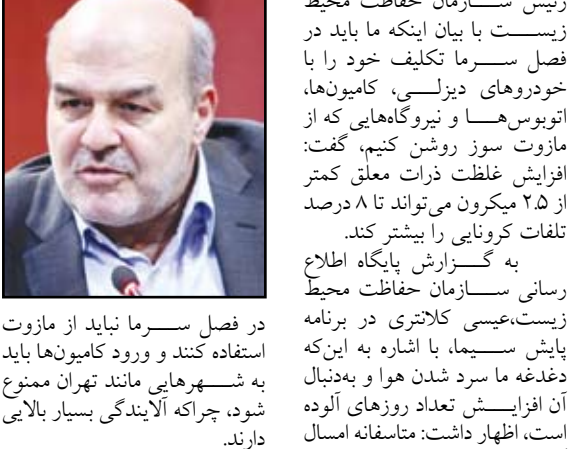 رئیس سازمان حفاظت محیط
زیست با بیان اینکه ما باید در
فصل سرما تکلیف خود را با
خودروهای دیزلی، کامیون‌ها،
اتوبوس‌ها و نیروگاه‌هایی که از
مازوت سوز روشن کنیم، گفت:
افزایش غلظت ذرات معلق کمتر
از ۲.۵ میکرون می‌تواند تا ۸ درصد
تلفات کرونایی را بیشتر کند.
به گزارش پایگاه اطلاع
رسانی سازمان حفاظت محیط
زیست،عیسی کلانتری در برنامه
پایش سیما، با اشاره به این‌که
دغدغه ما سرد شدن هوا و به‌دنبال
آن افزایش تعداد روزهای آلوده
است، اظهار داشت: متاسفانه امسال
در فصل سرما نباید از مازوت
استفاده کنند و ورود کامیون‌ها باید
به شهرهایی مانند تهران ممنوع
شود، چراکه آلایندگی بسیار بالایی
دارند.